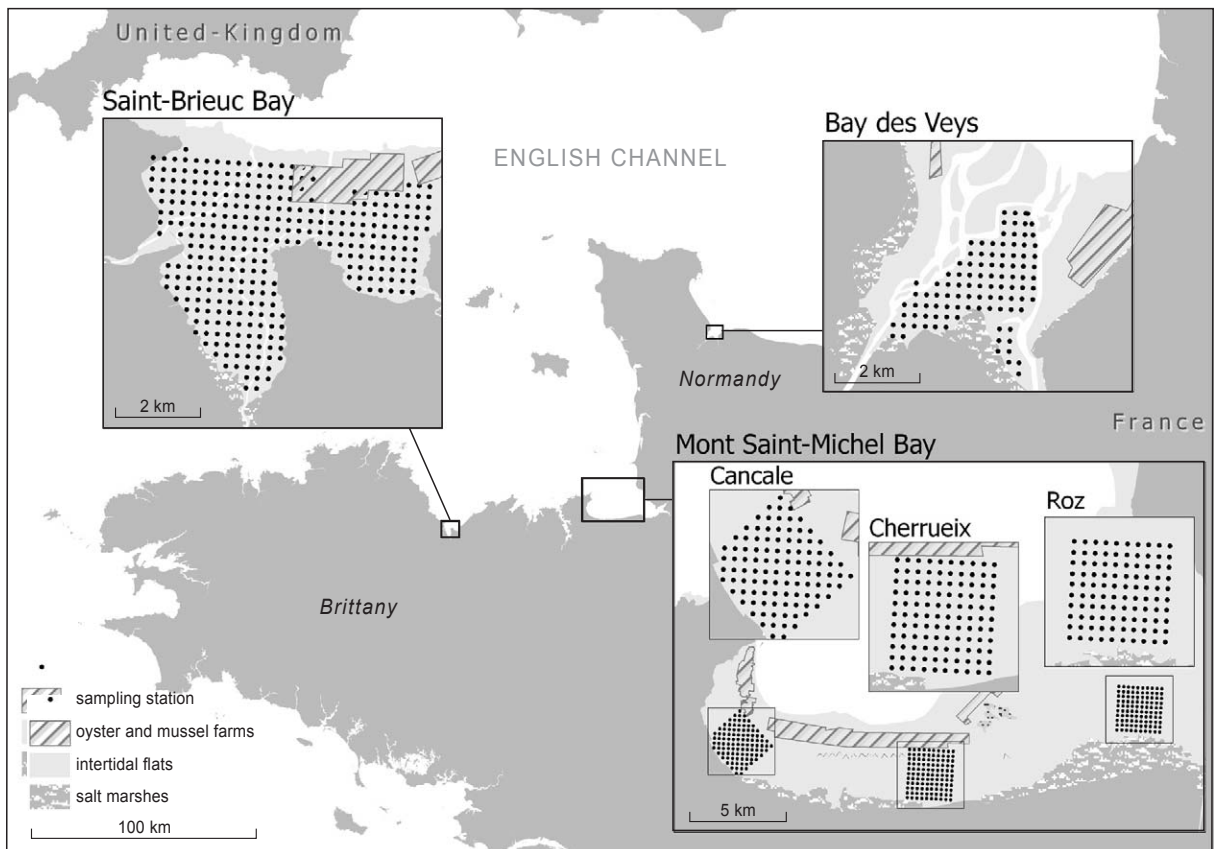 United-Kingdom
Saint-Brieuc Bay
Bay des Veys
ENGLISH CHANNEL
2 km
Normandy
2 km
France
Mont Saint-Michel Bay
Cancale
Cherrueix
Roz
Brittany
sampling station
oyster and mussel farms
intertidal flats
salt marshes
100 km
5 km